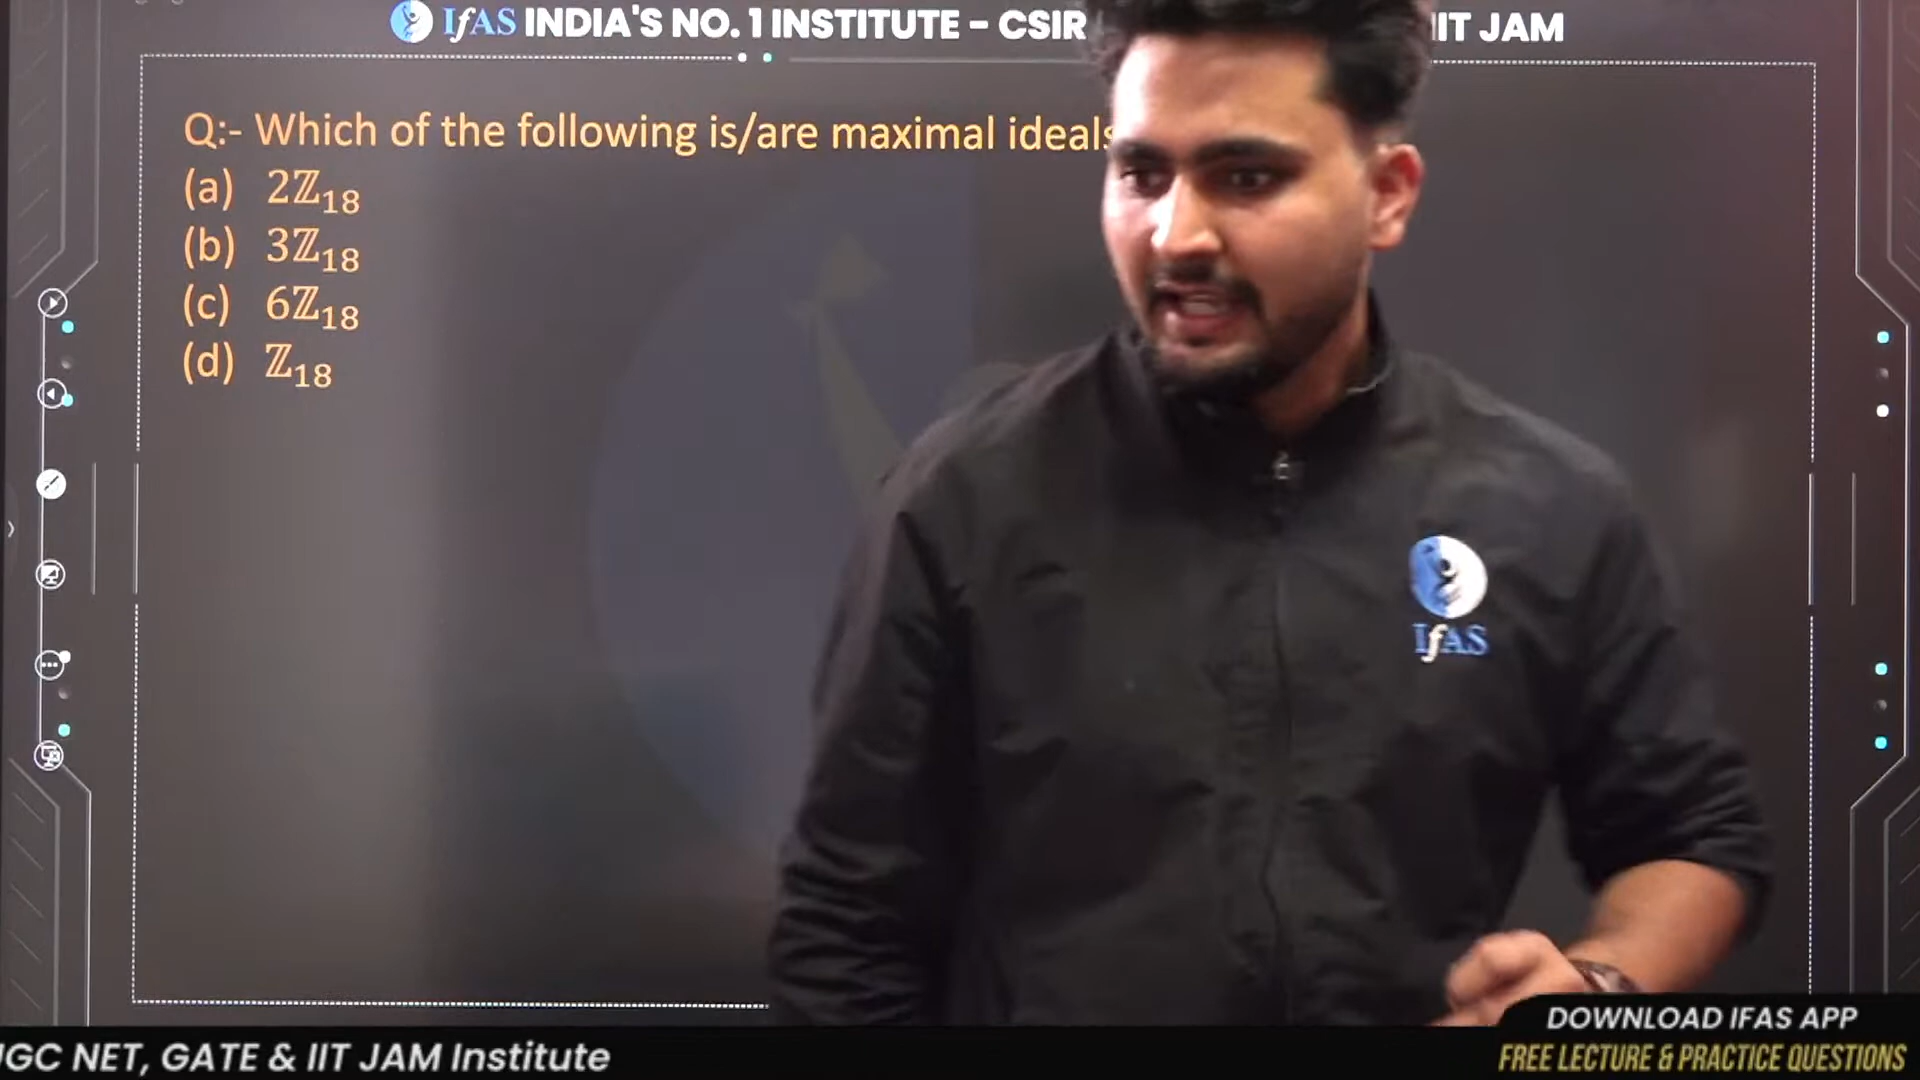 IfAS INDIA'S NO. 1 INSTITUTE - CSIR IIT JAM
Q:- Which of the following is/are maximal ideals
(a) 2ℤ₁₈
(b) 3ℤ₁₈
(c) 6ℤ₁₈
(d) ℤ₁₈
IfAS
DOWNLOAD IFAS APP
GC NET, GATE & IIT JAM Institute
FREE LECTURE & PRACTICE QUESTIONS